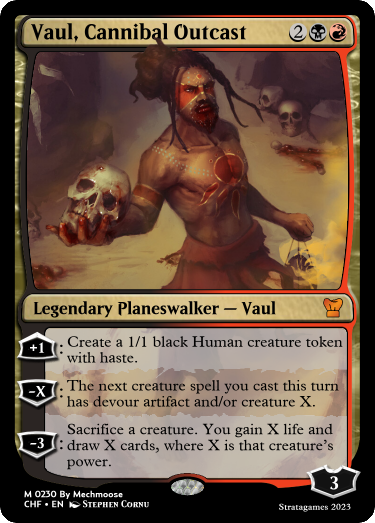 Vaul, Cannibal Outcast 2
Legendary Planeswalker — Vaul
+1: Create a 1/1 black Human creature token
with haste.
-X: The next creature spell you cast this turn
has devour artifact and/or creature X.
-3: Sacrifice a creature. You gain X life and
draw X cards, where X is that creature's
power.
3
M 0230 By Mechmoose
CHF • EN Stephen Cornu
Stratagames 2023